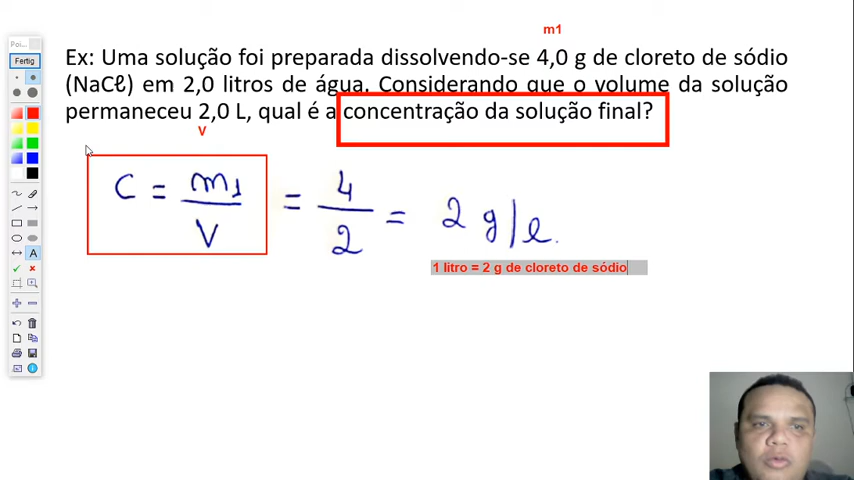 m1
Ex: Uma solução foi preparada dissolvendo-se 4,0 g de cloreto de sódio
(NaCℓ) em 2,0 litros de água. Considerando que o volume da solução
permaneceu 2,0 L, qual é a concentração da solução final?
V
C = m1/V = 4/2 = 2 g/l.
1 litro = 2 g de cloreto de sódio
Poi...
Fertig
A